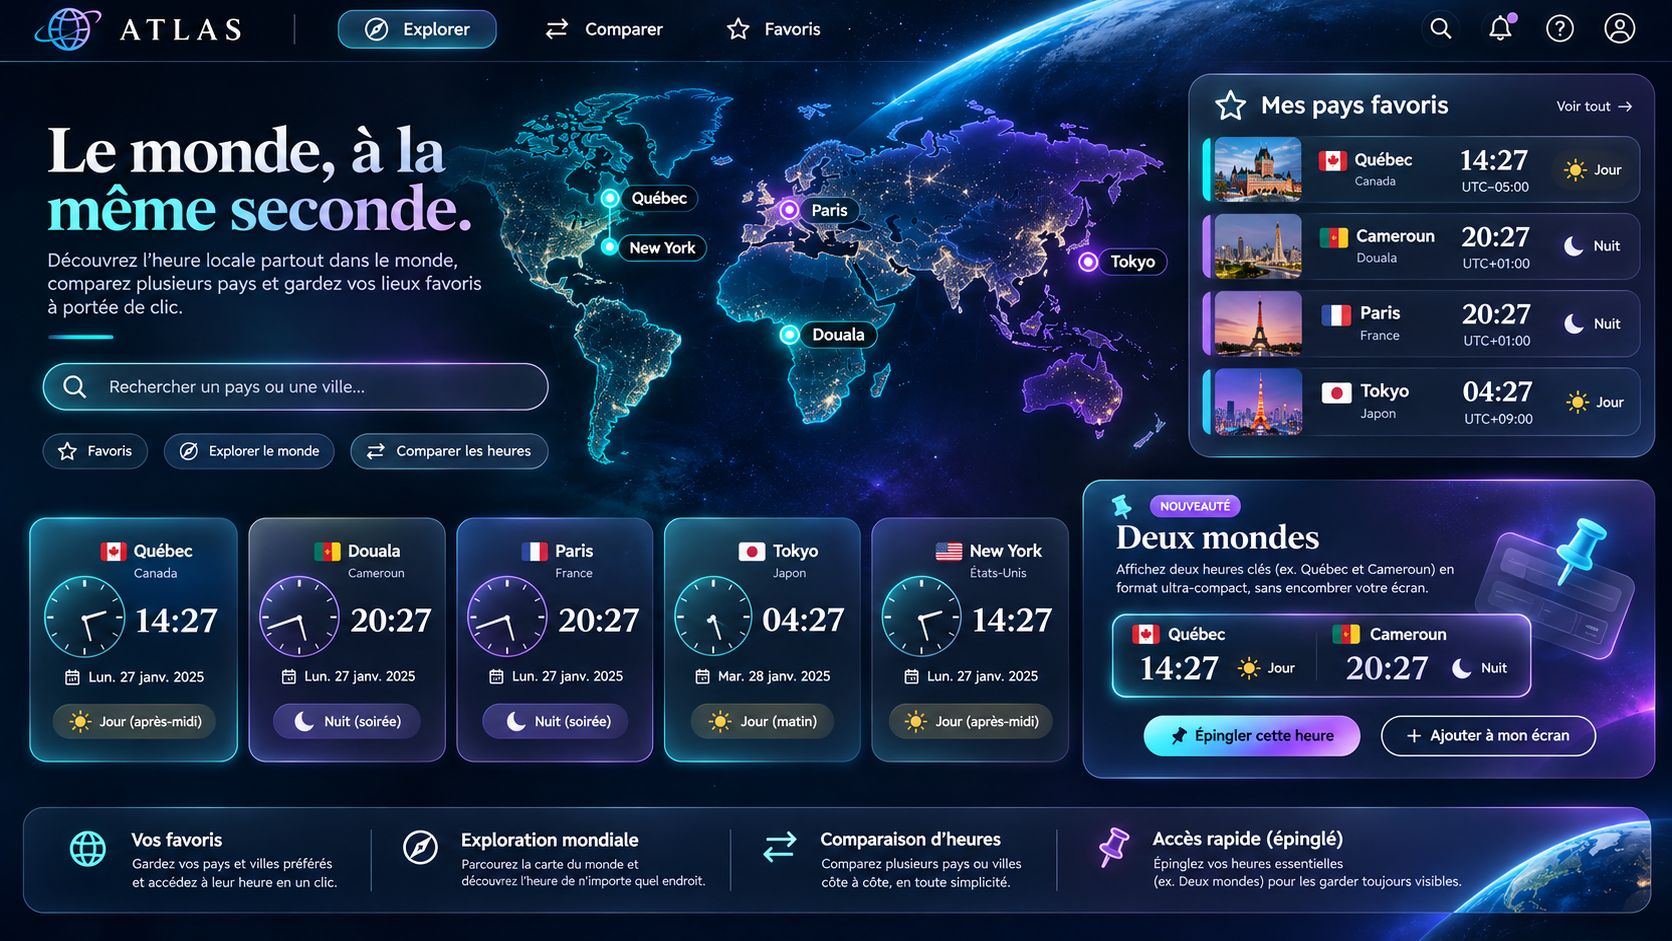 ATLAS
Explorer
Comparer
Favoris
Le monde, à la
même seconde.
Découvrez l'heure locale partout dans le monde,
comparez plusieurs pays et gardez vos lieux favoris
à portée de clic.
Rechercher un pays ou une ville...
Favoris
Explorer le monde
Comparer les heures
Québec
New York
Paris
Tokyo
Douala
Mes pays favoris
Voir tout →
Québec
Canada
14:27
UTC−05:00
Jour
Cameroun
Douala
20:27
UTC+01:00
Nuit
Paris
France
20:27
UTC+01:00
Nuit
Tokyo
Japon
04:27
UTC+09:00
Jour
Québec
Canada
14:27
Lun. 27 janv. 2025
Jour (après-midi)
Douala
Cameroun
20:27
Lun. 27 janv. 2025
Nuit (soirée)
Paris
France
20:27
Lun. 27 janv. 2025
Nuit (soirée)
Tokyo
Japon
04:27
Mar. 28 janv. 2025
Jour (matin)
New York
États-Unis
14:27
Lun. 27 janv. 2025
Jour (après-midi)
NOUVEAUTÉ
Deux mondes
Affichez deux heures clés (ex. Québec et Cameroun) en
format ultra-compact, sans encombrer votre écran.
Québec
14:27
Jour
Cameroun
20:27
Nuit
Épingler cette heure
+ Ajouter à mon écran
Vos favoris
Gardez vos pays et villes préférés
et accédez à leur heure en un clic.
Exploration mondiale
Parcourez la carte du monde et
découvrez l'heure de n'importe quel endroit.
Comparaison d'heures
Comparez plusieurs pays ou villes
côte à côte, en toute simplicité.
Accès rapide (épinglé)
Épinglez vos heures essentielles
(ex. Deux mondes) pour les garder toujours visibles.